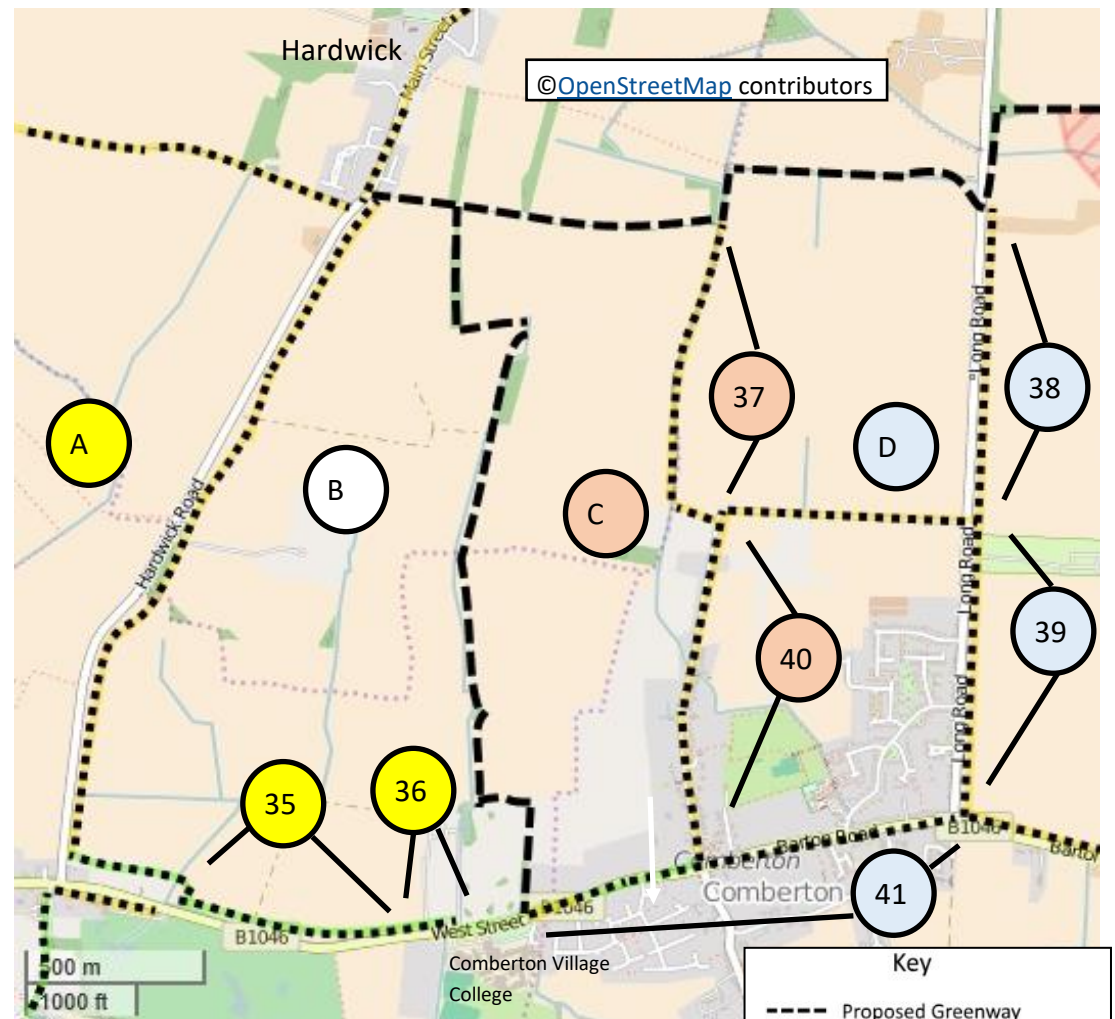 Hardwick
Main Street
©OpenStreetMap contributors
Long Road
37
38
A
D
B
C
Hardwick Road
Long Road
39
40
Long Road
35
36
Barton Road
B1046
Comberton
Comberton
B1046
41
West Street
B1046
500 m
1000 ft
Comberton Village
College
Key
Proposed Greenway